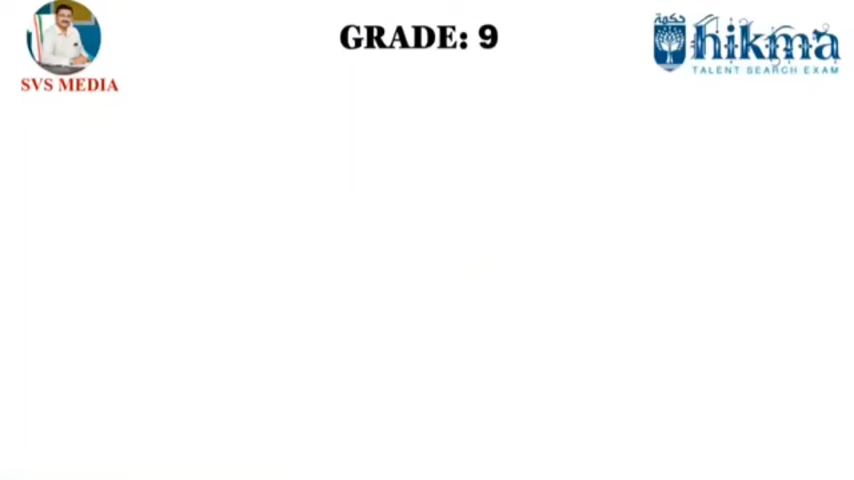 GRADE: 9
SVS MEDIA
حكمة
hikma
TALENT SEARCH EXAM